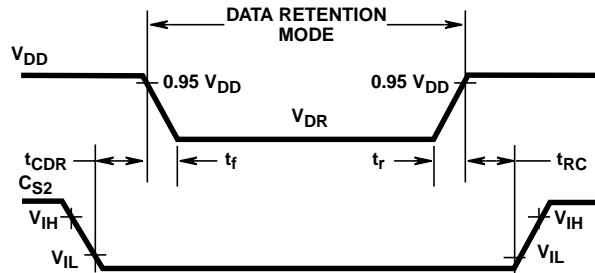 DATA RETENTION
MODE
VDD
0.95 VDD
0.95 VDD
VDR
tCDR
tf
tr
tRC
CS2
VIH
VIH
VIL
VIL